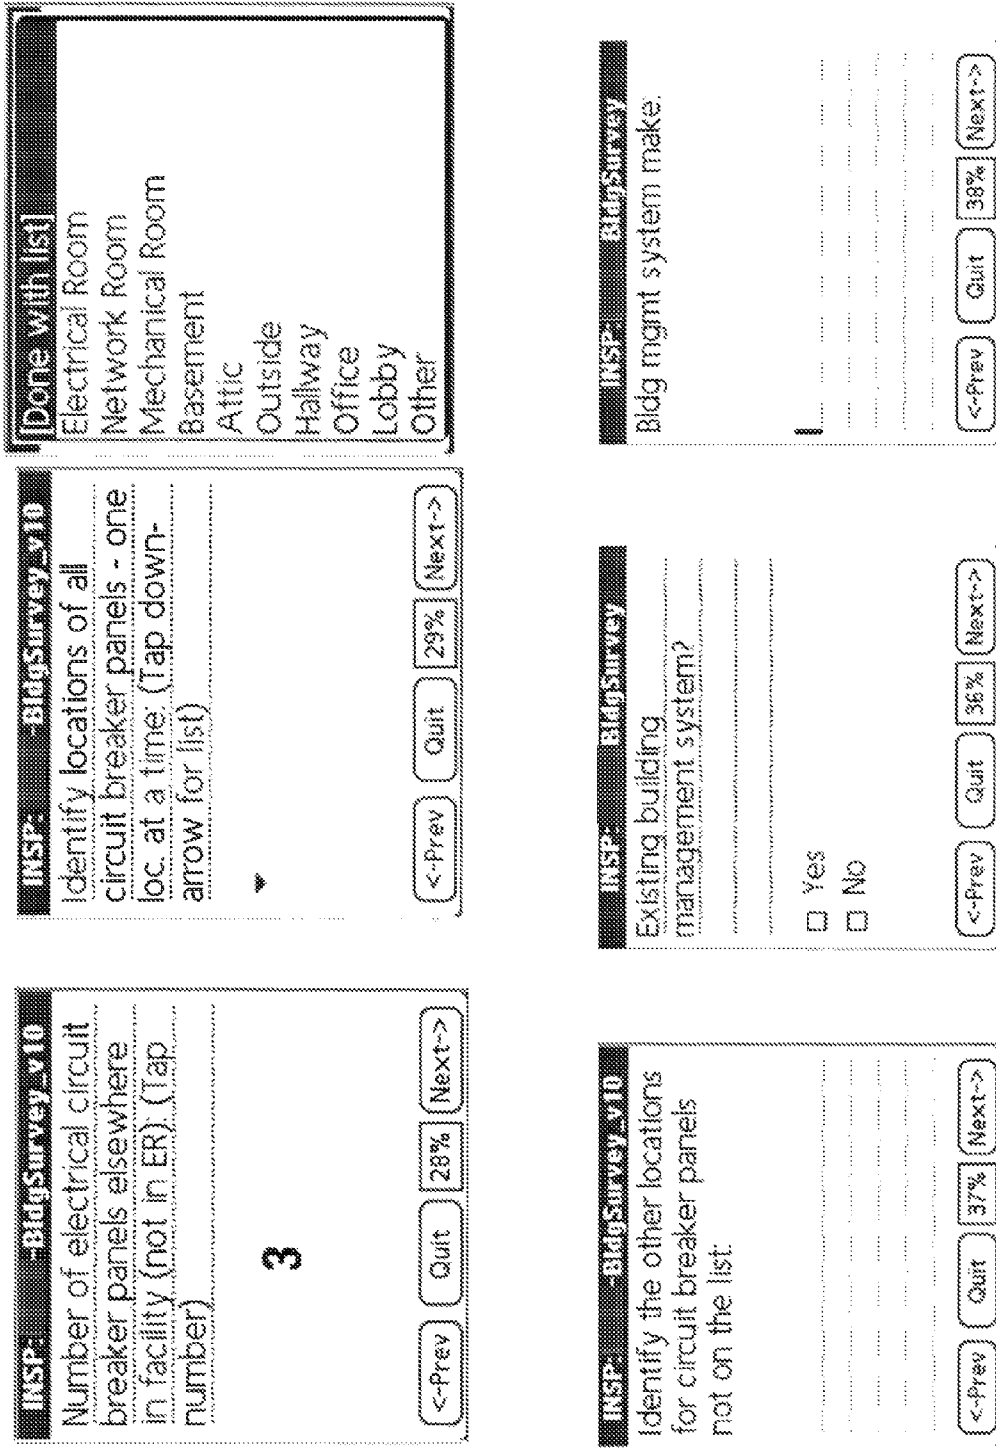 INSP: -BldgSurvey_v10
Number of electrical circuit
breaker panels elsewhere
in facility (not in ER): (Tap
number)
3
<-Prev Quit 28% Next->
INSP: -BldgSurvey_v10
Identify locations of all
circuit breaker panels - one
loc. at a time: (Tap down-
arrow for list)
<-Prev Quit 29% Next->
[Done with list]
Electrical Room
Network Room
Mechanical Room
Basement
Attic
Outside
Hallway
Office
Lobby
Other
INSP: -BldgSurvey_v10
Identify the other locations
for circuit breaker panels
not on the list:
<-Prev Quit 37% Next->
INSP: BldgSurvey
Existing building
management system?
Yes
No
<-Prev Quit 36% Next->
INSP: BldgSurvey
Bldg mgmt system make:
<-Prev Quit 38% Next->